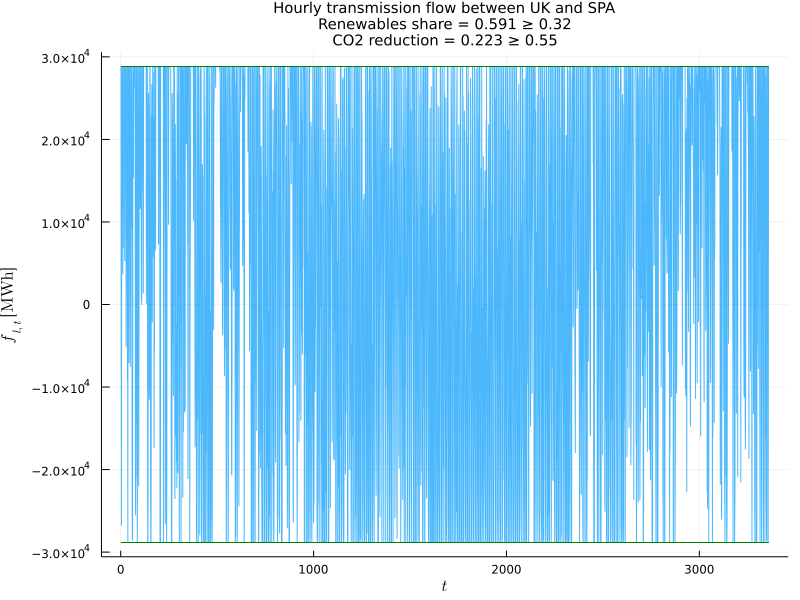 Hourly transmission flow between UK and SPA
Renewables share = 0.591 ≥ 0.32
CO2 reduction = 0.223 ≥ 0.55
3.0×10⁴
2.0×10⁴
1.0×10⁴
0
−1.0×10⁴
−2.0×10⁴
−3.0×10⁴
f l,t [MWh]
0 1000 2000 3000
t